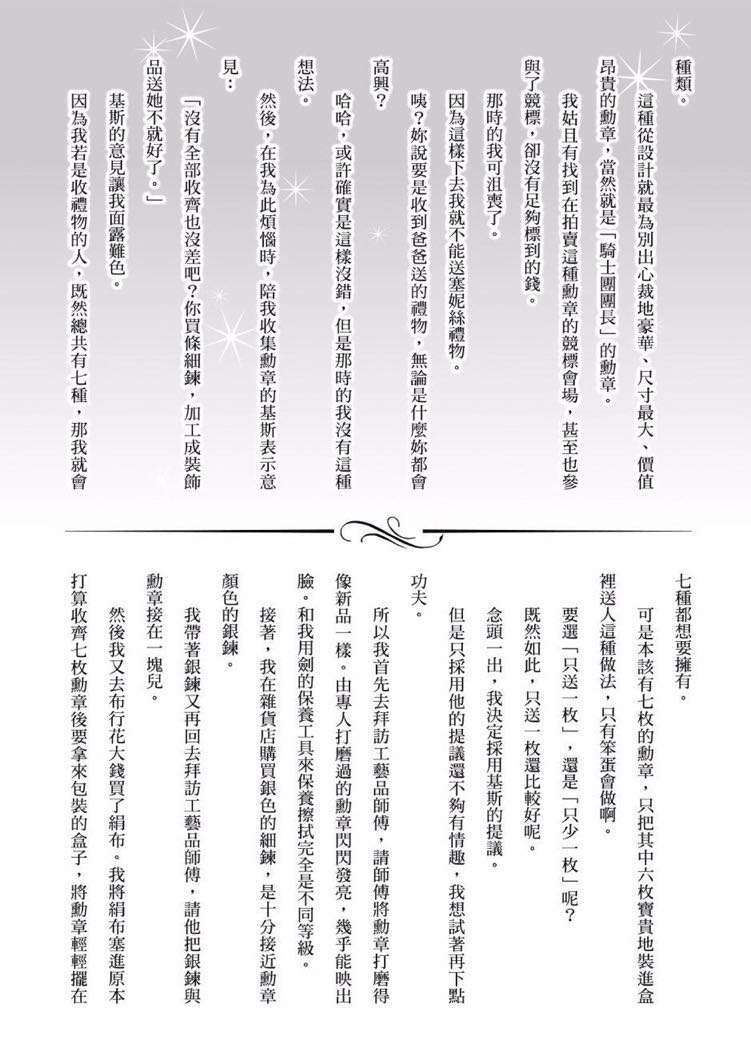 種類。
這種從設計就最為別出心裁地豪華、尺寸最大、價值
昂貴的勳章，當然就是「騎士團團長」的勳章。
我姑且有找到在拍賣這種勳章的競標會場，甚至也參
與了競標，卻沒有足夠標到的錢。
那時的我可沮喪了。
因為這樣下去我就不能送塞妮絲禮物。
咦？妳說要是收到爸爸送的禮物，無論是什麼妳都會
高興？
哈哈，或許確實是這樣沒錯，但是那時的我沒有這種
想法。
然後，在我為此煩惱時，陪我收集勳章的基斯表示意
見：
「沒有全部收齊也沒差吧？你買條細鍊，加工成裝飾
品送她不就好了。」
基斯的意見讓我面露難色。
因為我若是收禮物的人，既然總共有七種，那我就會
七種都想要擁有。
可是本該有七枚的勳章，只把其中六枚寶貴地裝進盒
裡送人這種做法，只有笨蛋會做啊。
要選「只送一枚」，還是「只少一枚」呢？
既然如此，只送一枚還比較好呢。
念頭一出，我決定採用基斯的提議。
但是只採用他的提議還不夠有情趣，我想試著再下點
功夫。
所以我首先去拜訪工藝品師傅，請師傅將勳章打磨得
像新品一樣。由專人打磨過的勳章閃閃發亮，幾乎能映出
臉。和我用劍的保養工具來保養擦拭完全是不同等級。
接著，我在雜貨店購買銀色的細鍊，是十分接近勳章
顏色的銀鍊。
我帶著銀鍊又再回去拜訪工藝品師傅，請他把銀鍊與
勳章接在一塊兒。
然後我又去布行花大錢買了絹布。我將絹布塞進原本
打算收齊七枚勳章後要拿來包裝的盒子，將勳章輕輕擺在